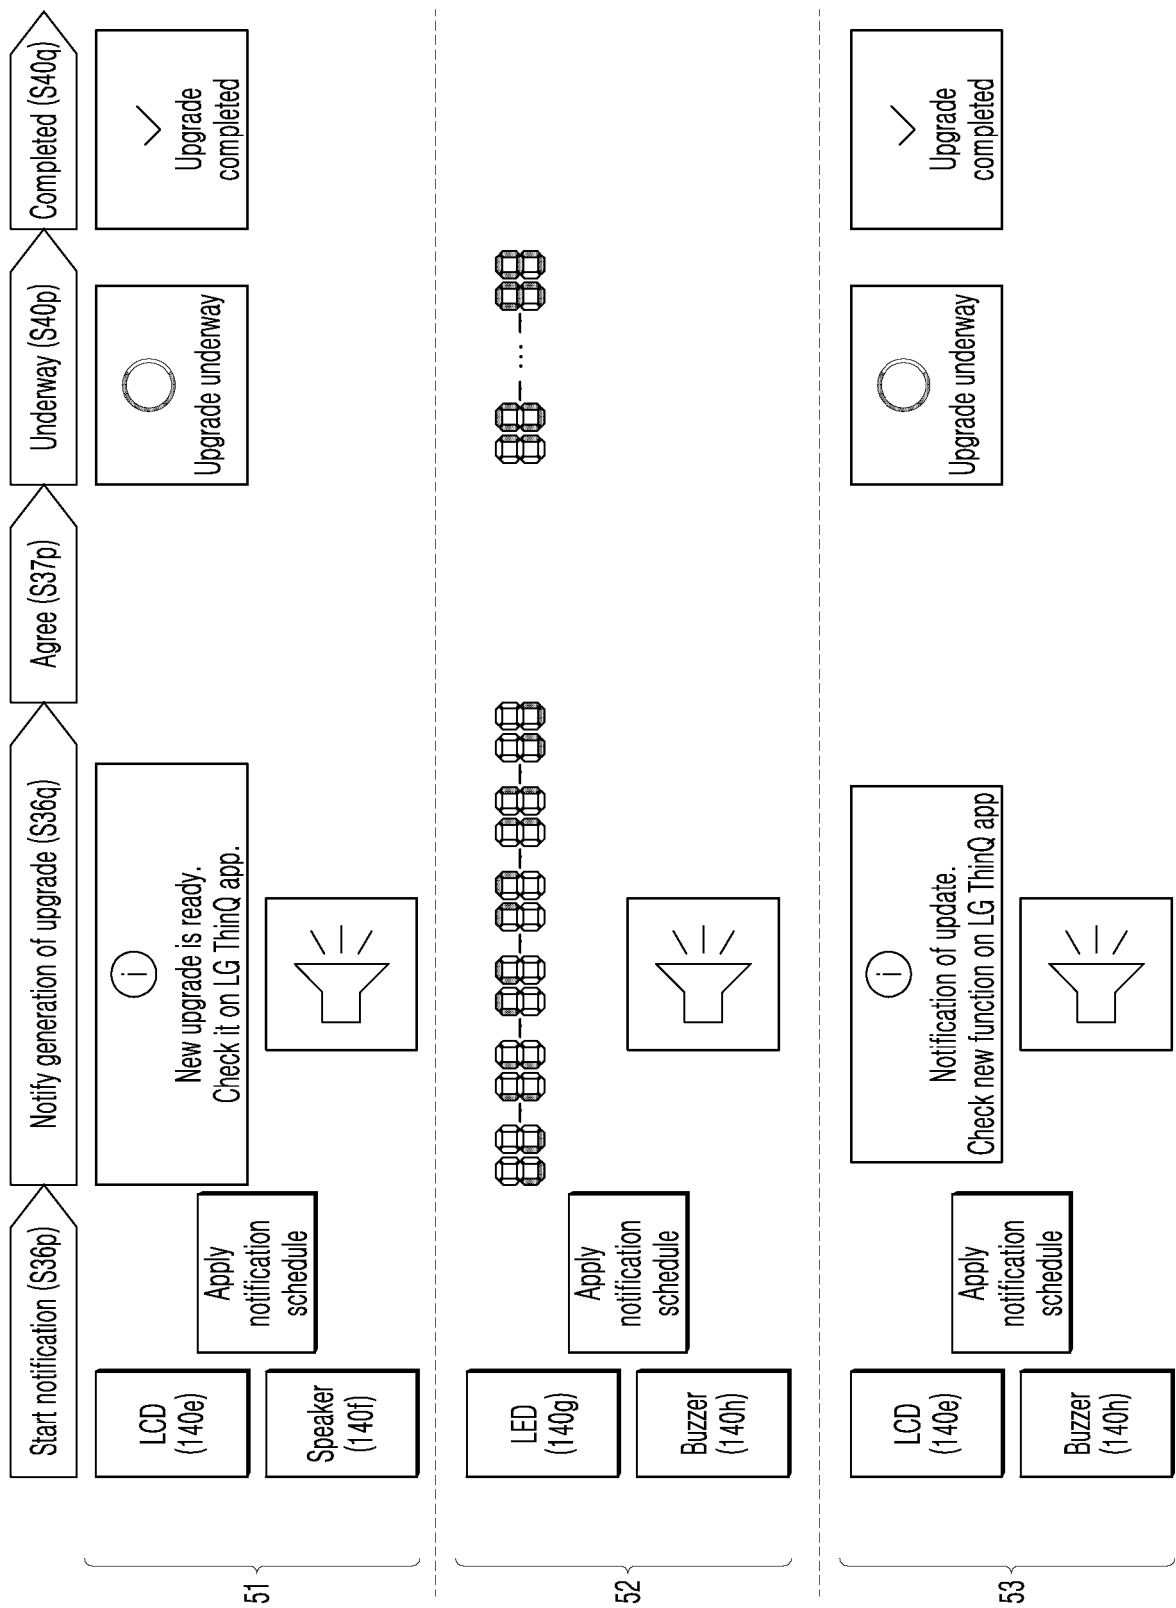 Start notification (S36p)
Notify generation of upgrade (S36q)
Agree (S37p)
Underway (S40p)
Completed (S40q)
51
LCD
(140e)
Speaker
(140f)
Apply
notification
schedule
i
New upgrade is ready.
Check it on LG ThinQ app.
Upgrade underway
Upgrade
completed
52
LED
(140g)
Buzzer
(140h)
Apply
notification
schedule
...
53
LCD
(140e)
Buzzer
(140h)
Apply
notification
schedule
i
Notification of update.
Check new function on LG ThinQ app
Upgrade underway
Upgrade
completed